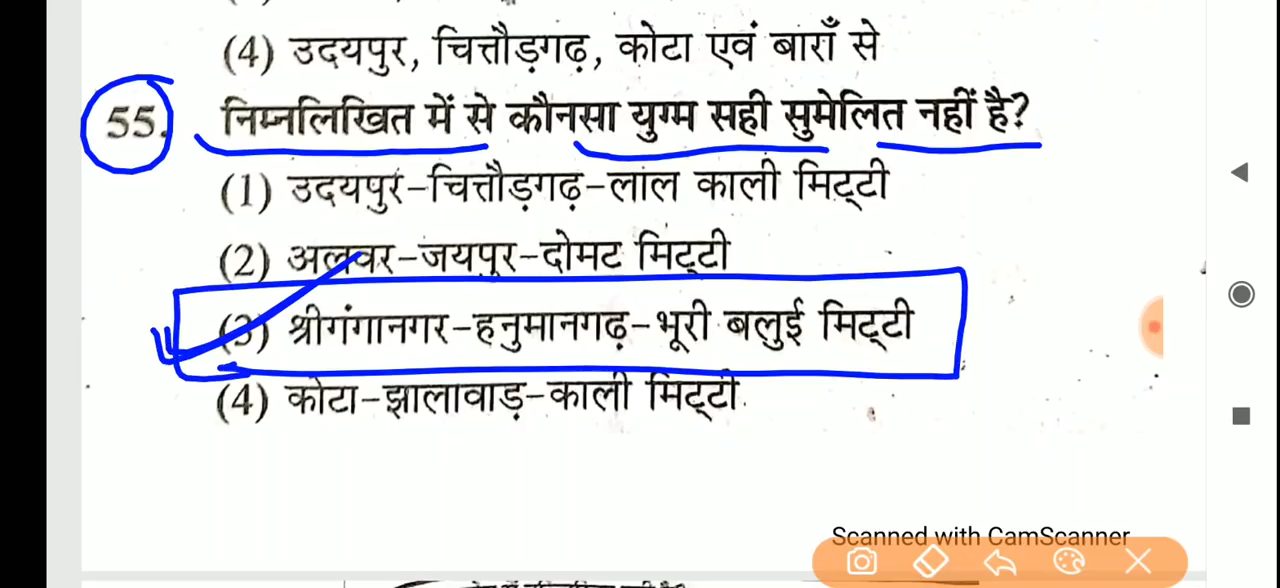 (4) उदयपुर, चित्तौड़गढ़, कोटा एवं बाराँ से
55. निम्नलिखित में से कौनसा युग्म सही सुमेलित नहीं है?
(1) उदयपुर-चित्तौड़गढ़-लाल काली मिट्टी
(2) अलवर-जयपुर-दोमट मिट्टी
(3) श्रीगंगानगर-हनुमानगढ़-भूरी बलुई मिट्टी
(4) कोटा-झालावाड़-काली मिट्टी
Scanned with CamScanner